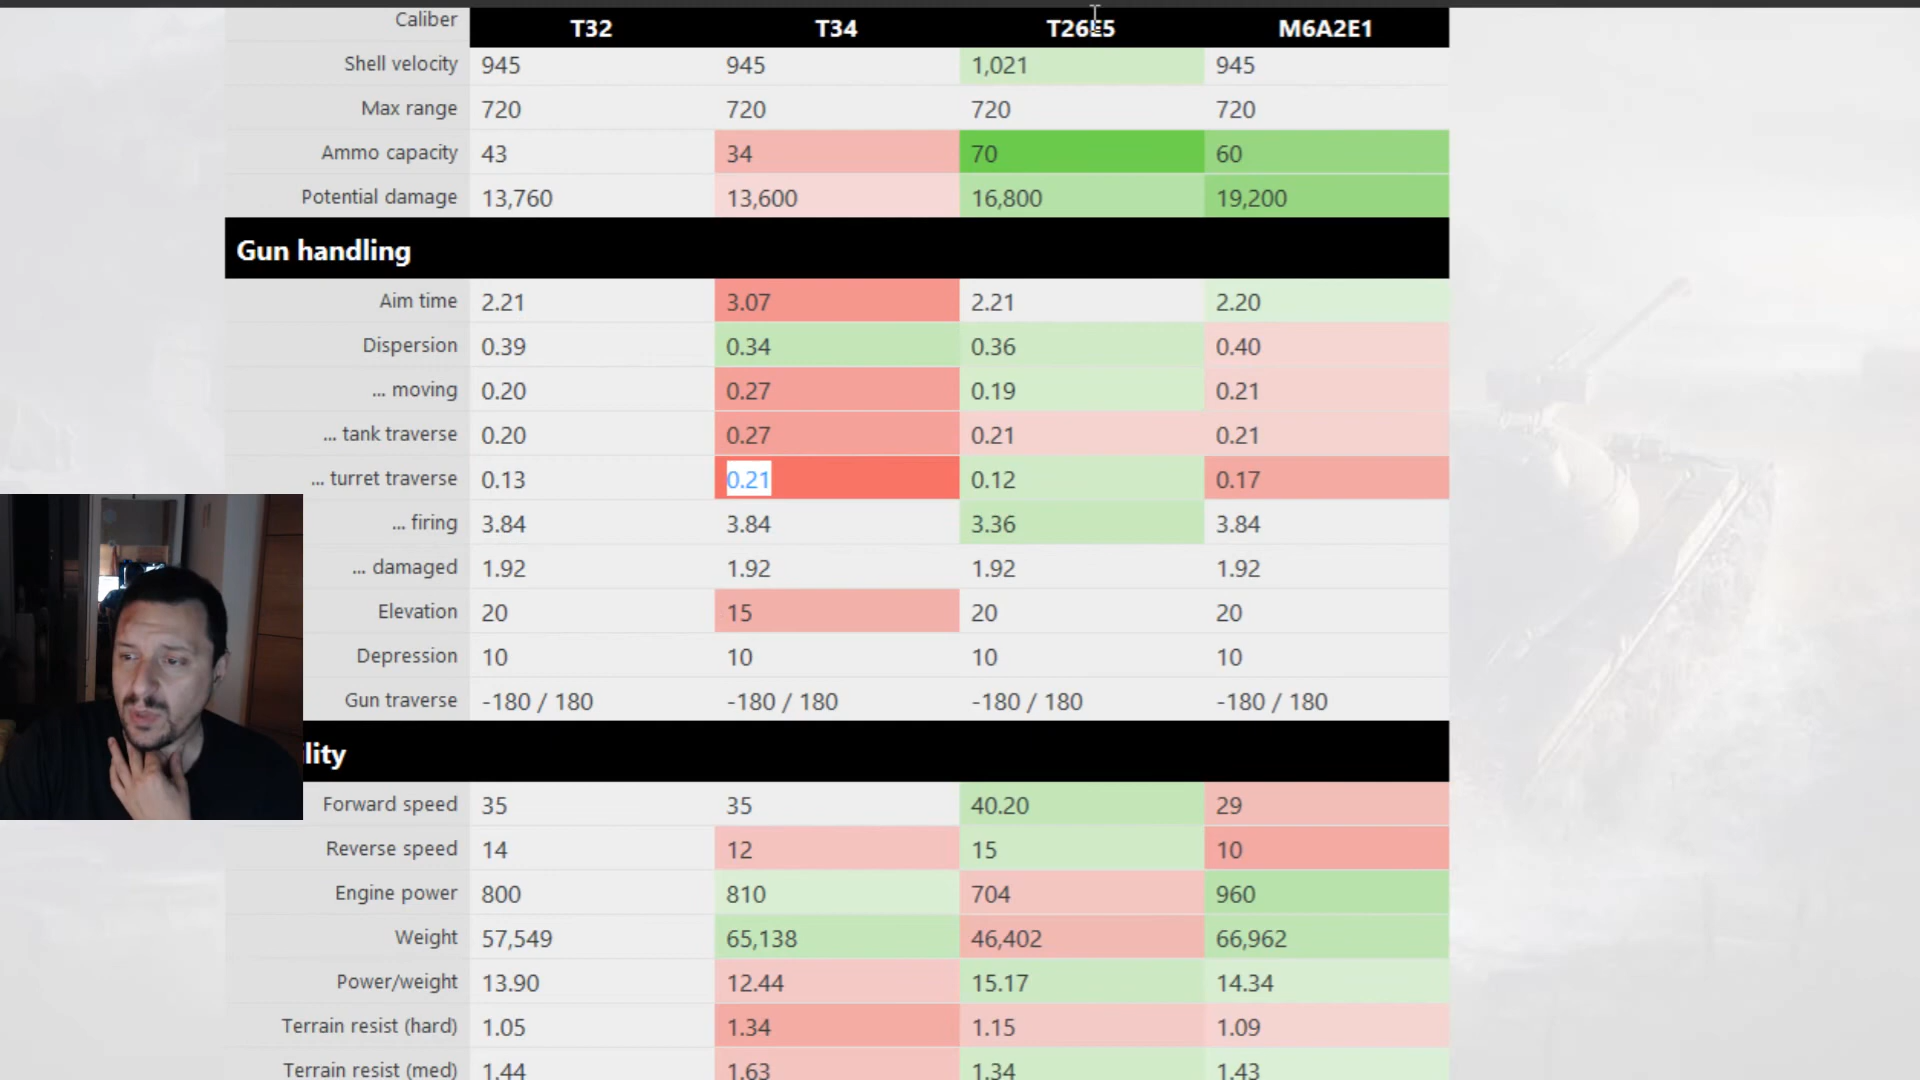 Caliber T32 T34 T26E5 M6A2E1
Shell velocity 945 945 1,021 945
Max range 720 720 720 720
Ammo capacity 43 34 70 60
Potential damage 13,760 13,600 16,800 19,200
Gun handling
Aim time 2.21 3.07 2.21 2.20
Dispersion 0.39 0.34 0.36 0.40
... moving 0.20 0.27 0.19 0.21
... tank traverse 0.20 0.27 0.21 0.21
... turret traverse 0.13 0.21 0.12 0.17
... firing 3.84 3.84 3.36 3.84
... damaged 1.92 1.92 1.92 1.92
Elevation 20 15 20 20
Depression 10 10 10 10
Gun traverse -180 / 180 -180 / 180 -180 / 180 -180 / 180
ility
Forward speed 35 35 40.20 29
Reverse speed 14 12 15 10
Engine power 800 810 704 960
Weight 57,549 65,138 46,402 66,962
Power/weight 13.90 12.44 15.17 14.34
Terrain resist (hard) 1.05 1.34 1.15 1.09
Terrain resist (med) 1.44 1.63 1.34 1.43